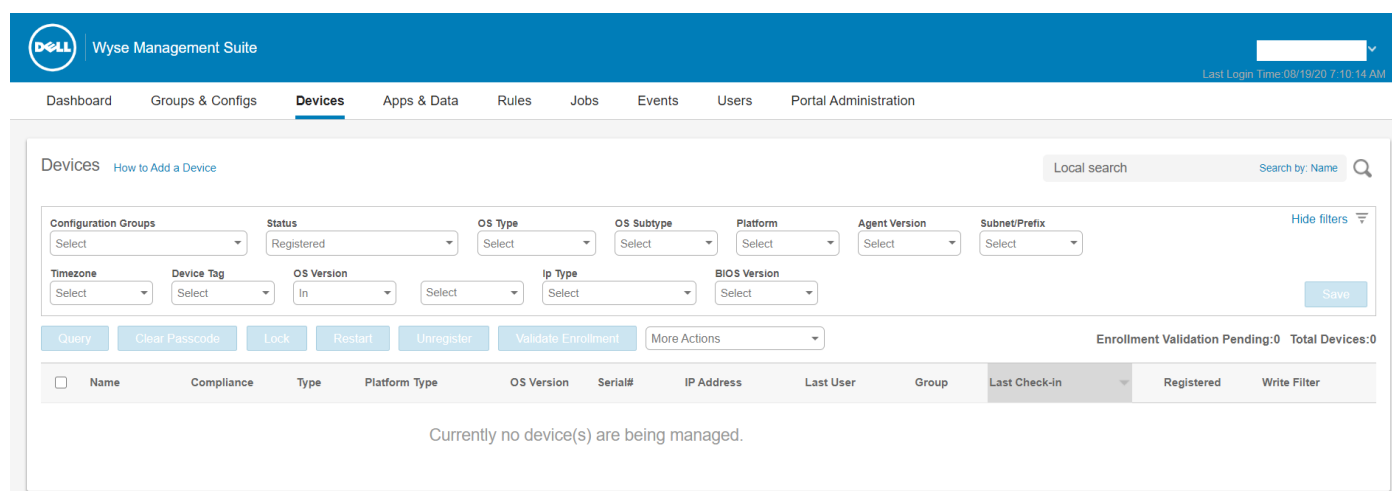 DELL Wyse Management Suite
Last Login Time:08/19/20 7:10:14 AM
Dashboard Groups & Configs Devices Apps & Data Rules Jobs Events Users Portal Administration
Devices How to Add a Device Local search Search by: Name
Hide filters
Configuration Groups Status OS Type OS Subtype Platform Agent Version Subnet/Prefix
Select Registered Select Select Select Select Select
Timezone Device Tag OS Version Ip Type BIOS Version
Select Select In Select Select Select Save
Query Clear Passcode Lock Restart Unregister Validate Enrollment More Actions Enrollment Validation Pending:0 Total Devices:0
Name Compliance Type Platform Type OS Version Serial# IP Address Last User Group Last Check-in Registered Write Filter
Currently no device(s) are being managed.